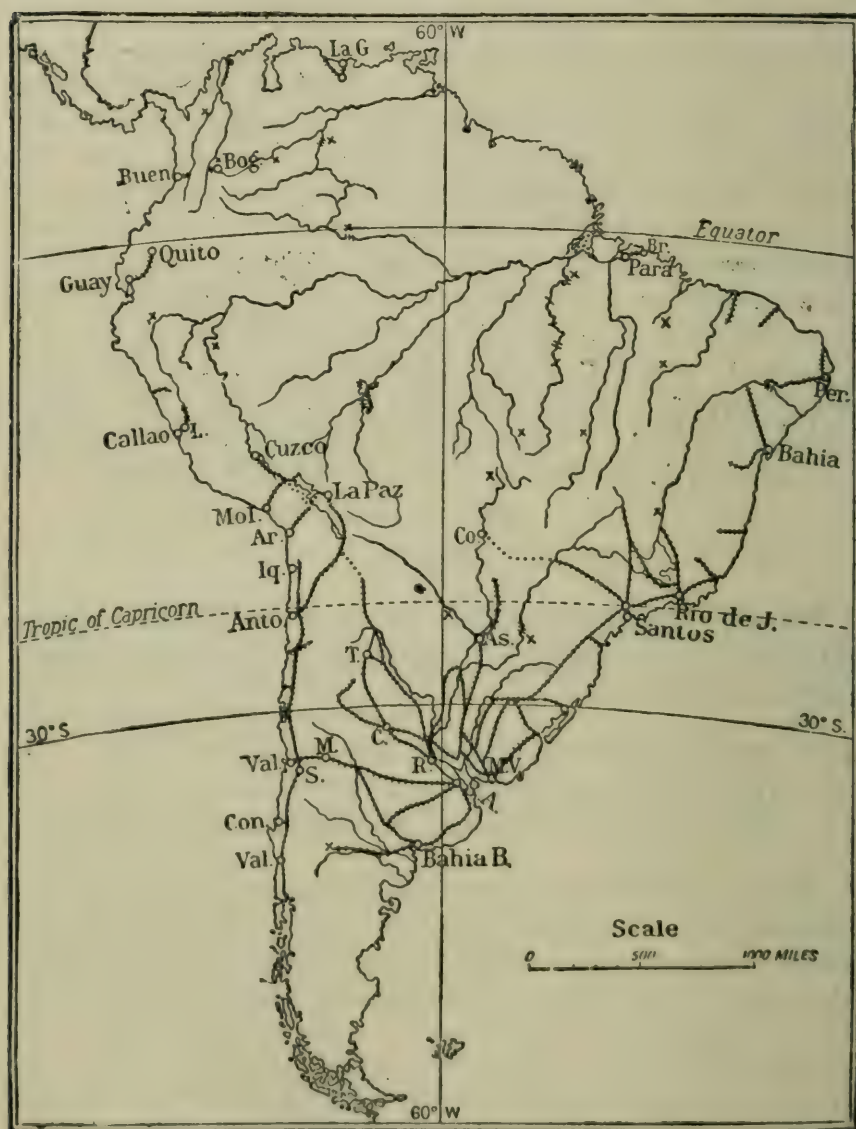 60° W
La G
Bog.
Buen
Equator
Quito
Br.
Para
Guay
Per.
Callao L.
Cuzco
Bahia
La Paz
Mol.
Ar.
Co
Iq.
Tropic of Capricorn
Anto
Rio de J.
Santos
As.
T.
30° S.
30° S.
C.
M.
R.
M.V.
Val.
S.
Con.
Val.
Bahia B.
Scale
0 500 1000 MILES
60° W